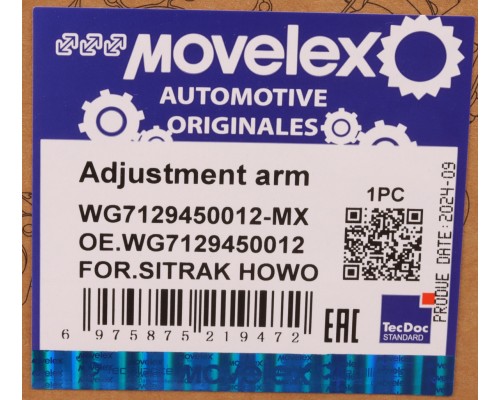 MOVelex
AUTOMOTIVE
ORIGINALES
Adjustment arm
WG7129450012-MX
OE.WG7129450012
FOR.SITRAK HOWO
1PC
6 975875 219472
EAC
TecDoc
STANDARD
PRODUE DATE:2024-09
MOVELEX